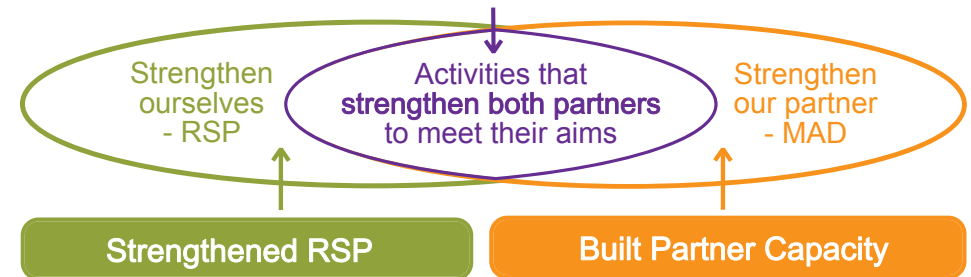 Strengthen
ourselves
- RSP
Activities that
strengthen both partners
to meet their aims
Strengthen
our partner
- MAD
Strengthened RSP
Built Partner Capacity